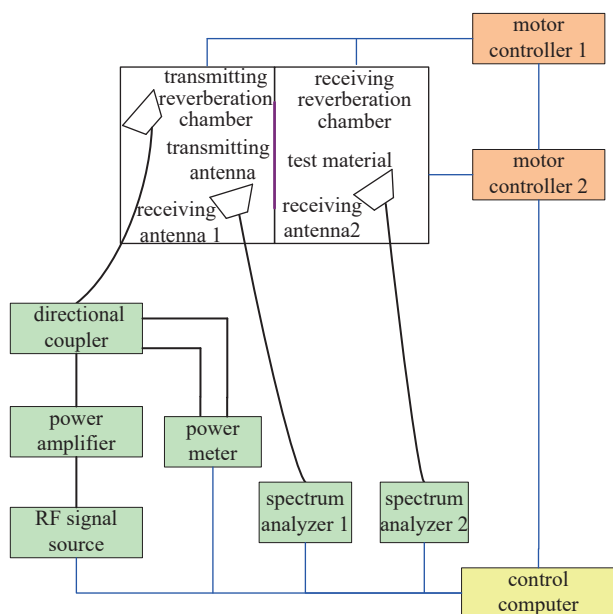 motor
controller 1
transmitting
reverberation
chamber
receiving
reverberation
chamber
transmitting
antenna
test material
motor
controller 2
receiving
antenna 1
receiving
antenna2
directional
coupler
power
amplifier
power
meter
RF signal
source
spectrum
analyzer 1
spectrum
analyzer 2
control
computer